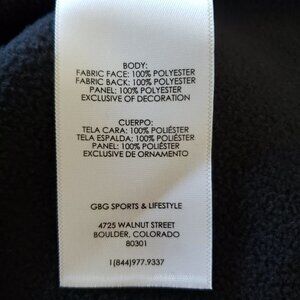 BODY:
FABRIC FACE: 100% POLYESTER
FABRIC BACK: 100% POLYESTER
PANEL: 100% POLYESTER
EXCLUSIVE OF DECORATION
CUERPO:
TELA CARA: 100% POLIÉSTER
TELA ESPALDA: 100% POLIÉSTER
PANEL: 100% POLIÉSTER
EXCLUSIVE DE ORNAMENTO
GBG SPORTS & LIFESTYLE
4725 WALNUT STREET
BOULDER, COLORADO
80301
1(844)977.9337